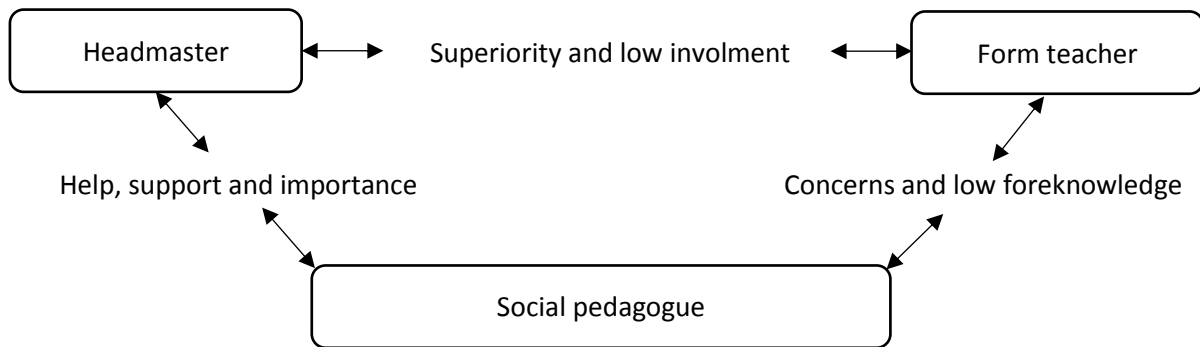 Headmaster
Superiority and low involment
Form teacher
Help, support and importance
Concerns and low foreknowledge
Social pedagogue